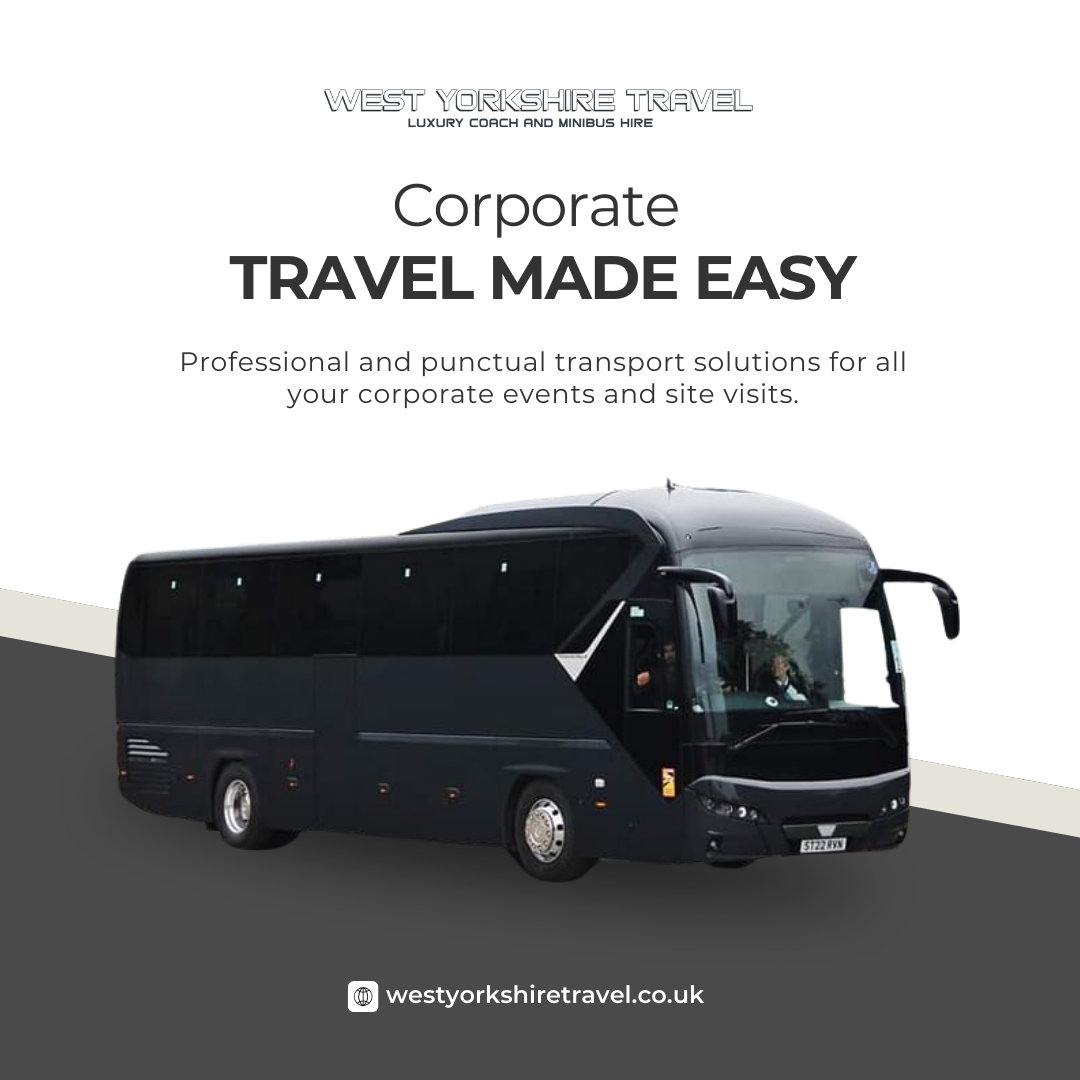 WEST YORKSHIRE TRAVEL
LUXURY COACH AND MINIBUS HIRE
Corporate
TRAVEL MADE EASY
Professional and punctual transport solutions for all
your corporate events and site visits.
ST22 RVN
westyorkshiretravel.co.uk